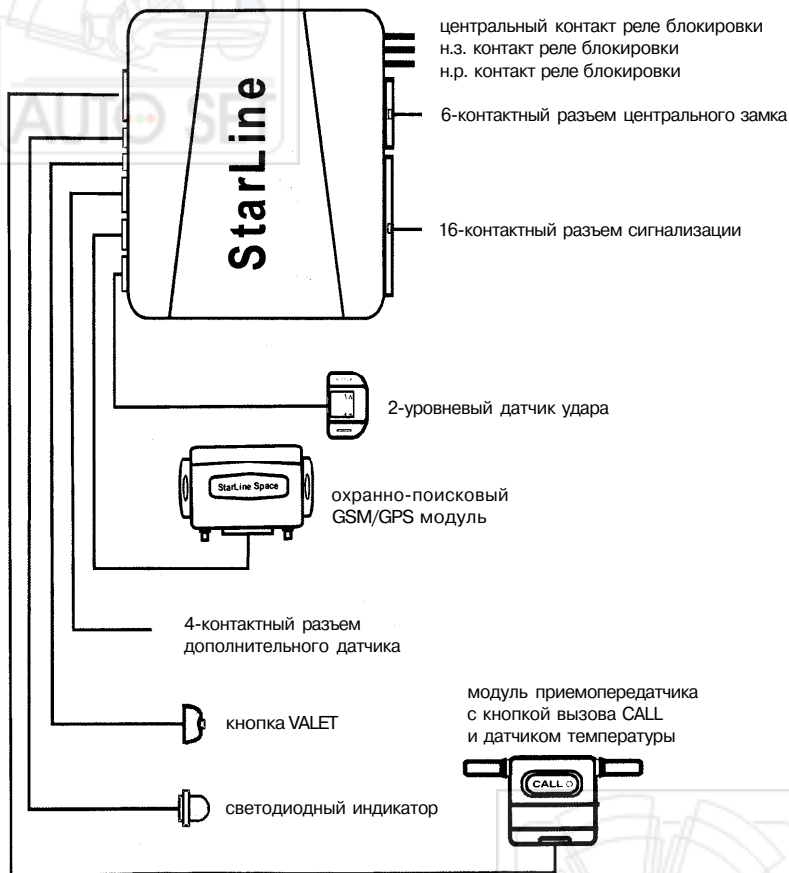 центральный контакт реле блокировки
н.з. контакт реле блокировки
н.р. контакт реле блокировки
AUTO SET
StarLine
6-контактный разъем центрального замка
16-контактный разъем сигнализации
2-уровневый датчик удара
StarLine Space
охранно-поисковый
GSM/GPS модуль
4-контактный разъем
дополнительного датчика
модуль приемопередатчика
с кнопкой вызова CALL
и датчиком температуры
кнопка VALET
CALL
светодиодный индикатор